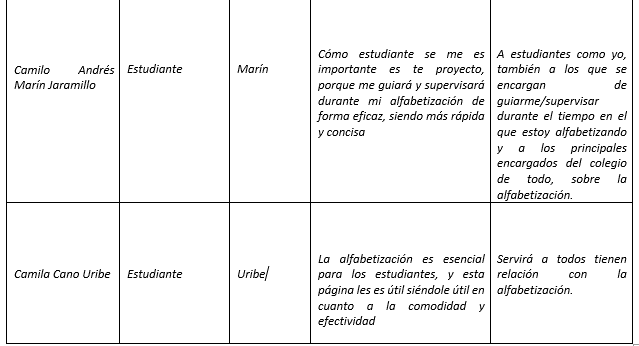 Camilo Andrés
Marín Jaramillo
Estudiante
Marín
Cómo estudiante se me es
importante es te proyecto,
porque me guiará y supervisará
durante mi alfabetización de
forma eficaz, siendo más rápida
y concisa
A estudiantes como yo,
también a los que se
encargan de
guiarme/supervisar
durante el tiempo en el
que estoy alfabetizando
y a los principales
encargados del colegio
de todo, sobre la
alfabetización.
Camila Cano Uribe
Estudiante
Uribe
La alfabetización es esencial
para los estudiantes, y esta
página les es útil siéndole útil en
cuanto a la comodidad y
efectividad
Servirá a todos tienen
relación con la
alfabetización.